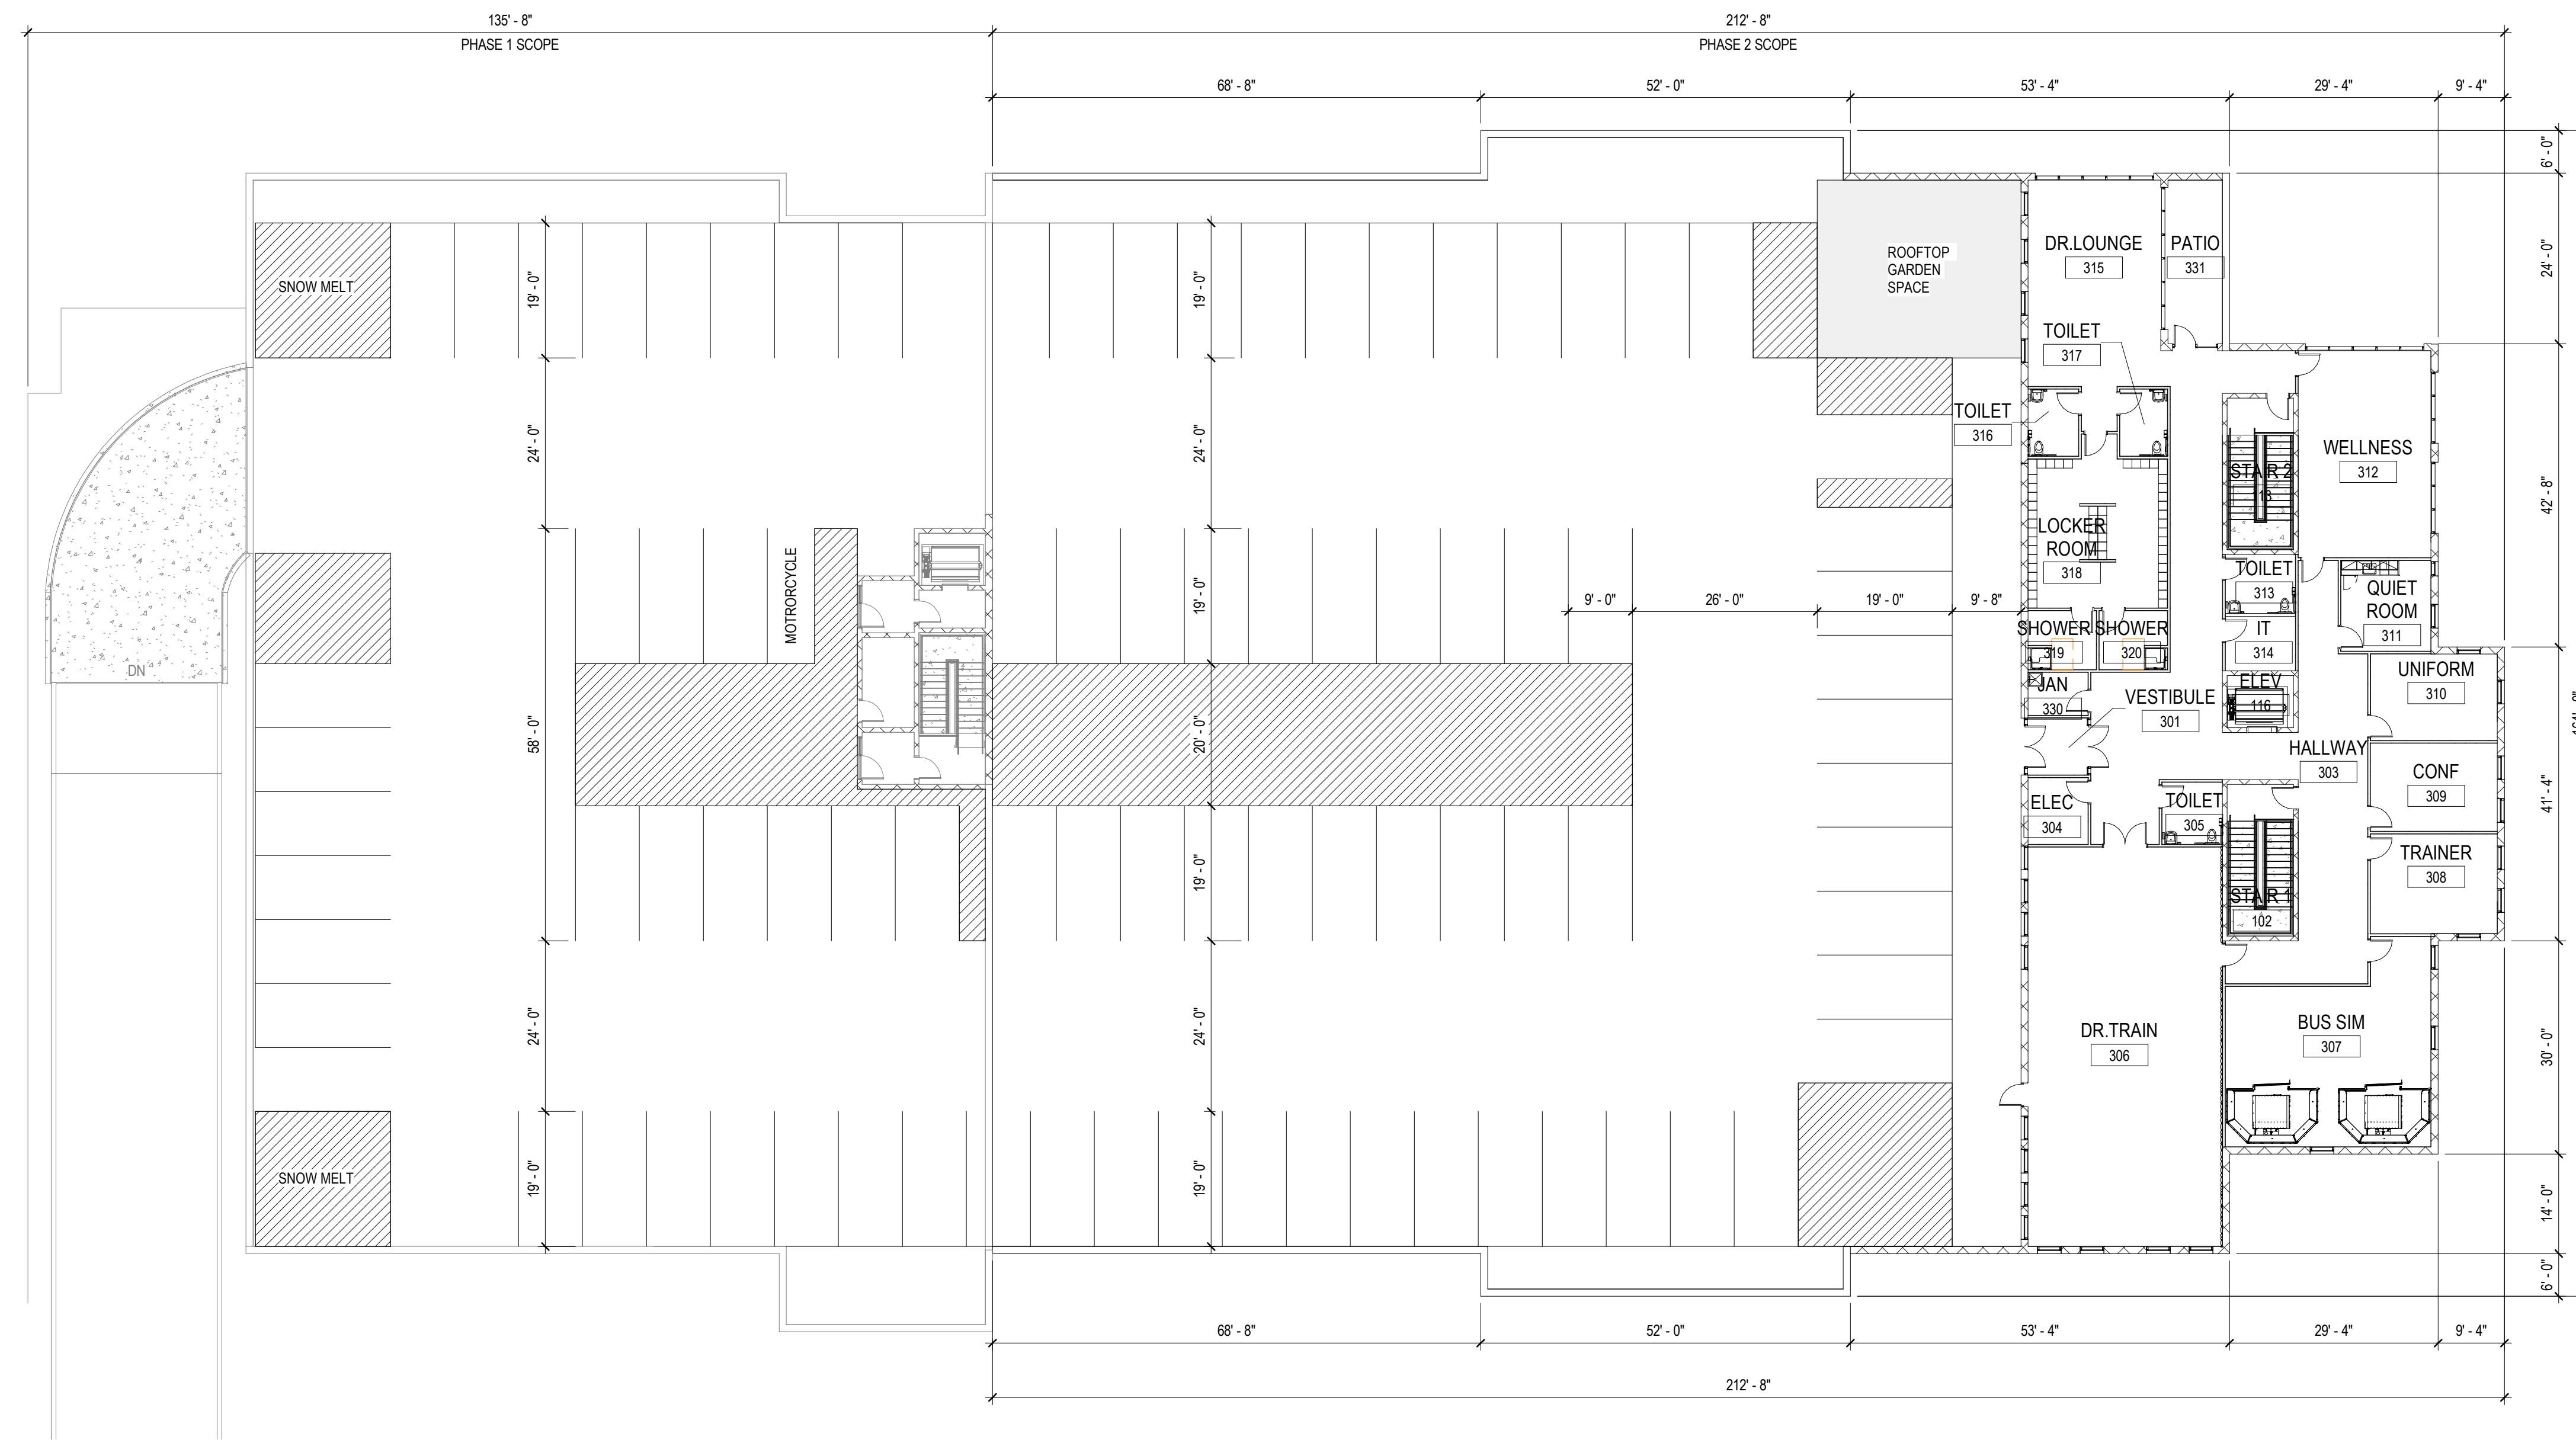 135' - 8"
212' - 8"
PHASE 1 SCOPE
PHASE 2 SCOPE
68' - 8"
52' - 0"
53' - 4"
29' - 4"
9' - 4"
6' - 0"
24' - 0"
42' - 8"
41' - 4"
30' - 0"
14' - 0"
6' - 0"
SNOW MELT
19' - 0"
24' - 0"
58' - 0"
24' - 0"
19' - 0"
SNOW MELT
DN
MOTRORCYCLE
19' - 0"
24' - 0"
19' - 0"
20' - 0"
19' - 0"
24' - 0"
19' - 0"
9' - 0"
26' - 0"
19' - 0"
9' - 8"
ROOFTOP
GARDEN
SPACE
DR.LOUNGE
315
PATIO
331
TOILET
317
TOILET
316
WELLNESS
312
STAIR 2
LOCKER
ROOM
318
TOILET
313
QUIET
ROOM
311
SHOWER
319
SHOWER
320
IT
314
UNIFORM
310
JAN
330
ELEV
116
VESTIBULE
301
HALLWAY
303
CONF
309
ELEC
304
TOILET
305
TRAINER
308
STAIR 1
102
DR.TRAIN
306
BUS SIM
307
68' - 8"
52' - 0"
53' - 4"
29' - 4"
9' - 4"
212' - 8"